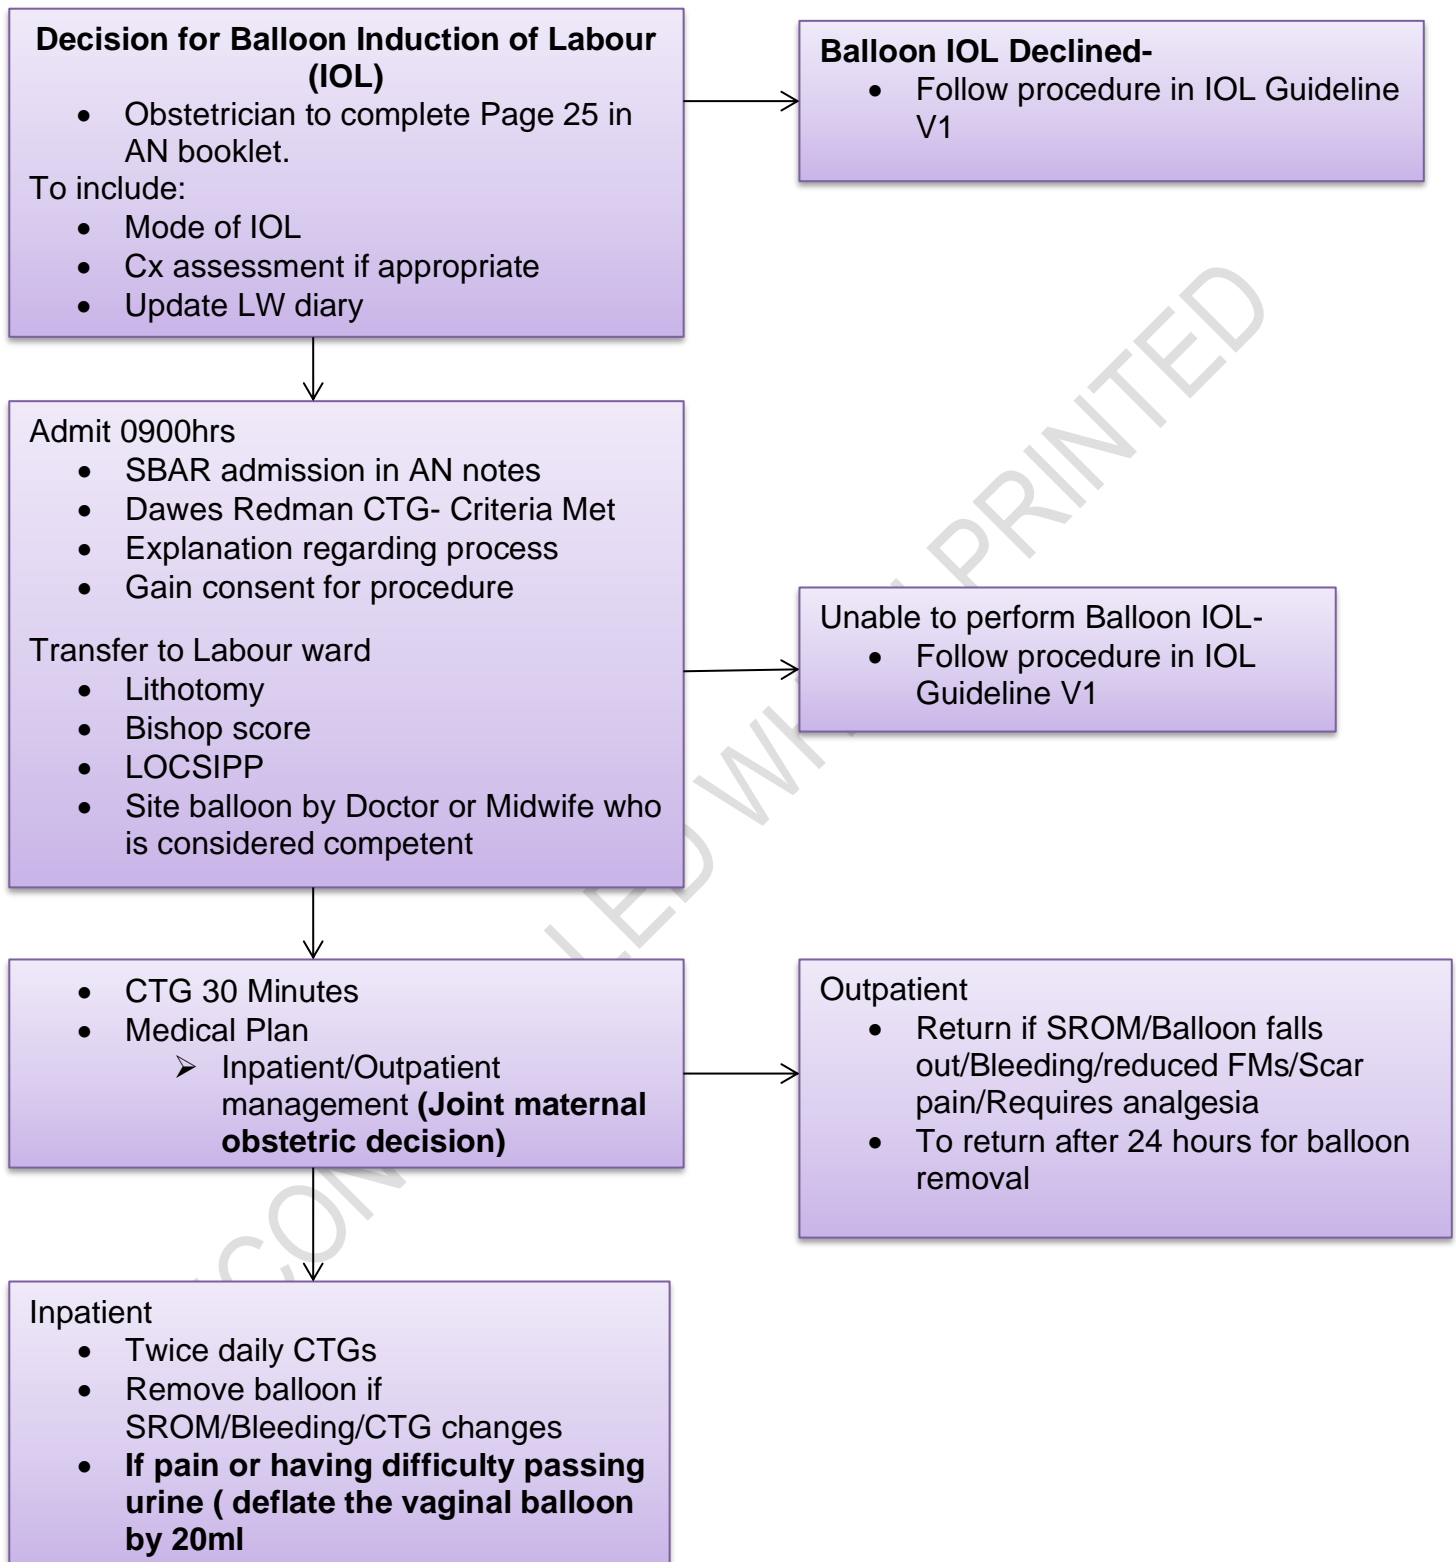 Decision for Balloon Induction of Labour
(IOL)
• Obstetrician to complete Page 25 in
AN booklet.
To include:
• Mode of IOL
• Cx assessment if appropriate
• Update LW diary
Balloon IOL Declined-
• Follow procedure in IOL Guideline
V1
Admit 0900hrs
• SBAR admission in AN notes
• Dawes Redman CTG- Criteria Met
• Explanation regarding process
• Gain consent for procedure
Transfer to Labour ward
• Lithotomy
• Bishop score
• LOCSIPP
• Site balloon by Doctor or Midwife who
is considered competent
Unable to perform Balloon IOL-
• Follow procedure in IOL
Guideline V1
• CTG 30 Minutes
• Medical Plan
➢ Inpatient/Outpatient
management (Joint maternal
obstetric decision)
Outpatient
• Return if SROM/Balloon falls
out/Bleeding/reduced FMs/Scar
pain/Requires analgesia
• To return after 24 hours for balloon
removal
Inpatient
• Twice daily CTGs
• Remove balloon if
SROM/Bleeding/CTG changes
• If pain or having difficulty passing
urine ( deflate the vaginal balloon
by 20ml
PRINTED